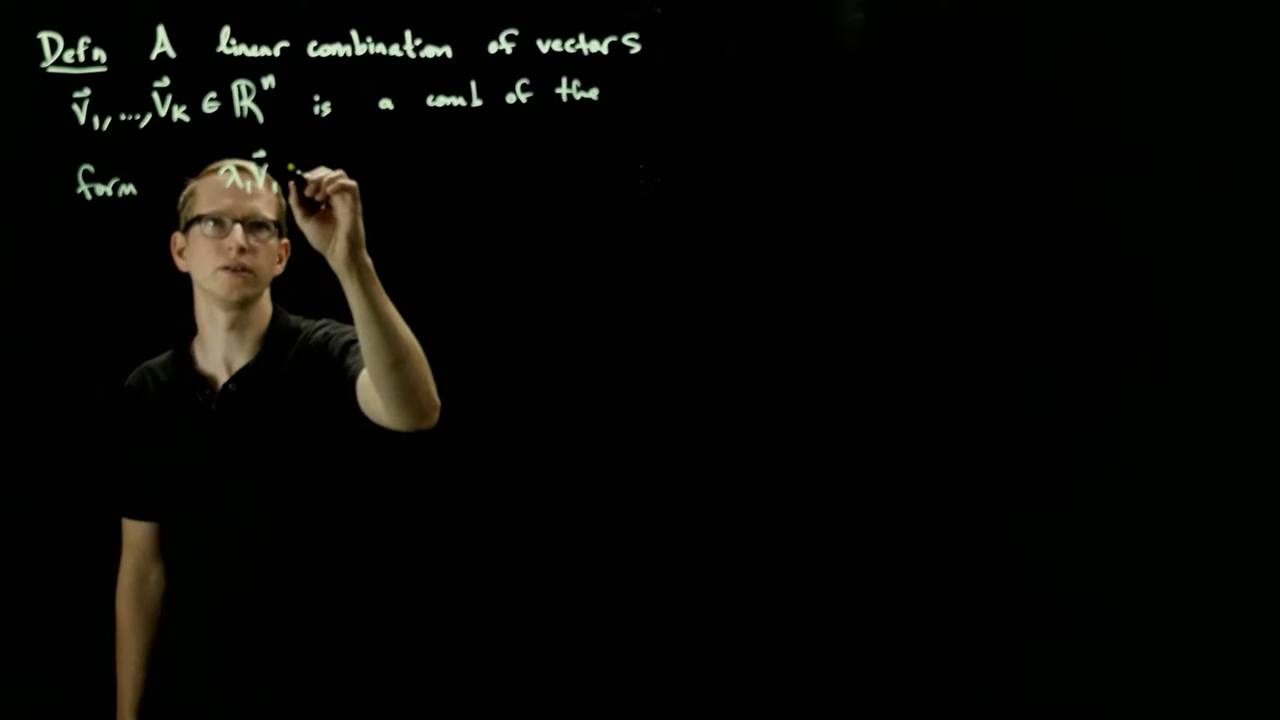 Defn A linear combination of vectors
v⃗₁, ..., v⃗ₖ ∈ ℝⁿ is a comb of the
form λ₁v⃗₁